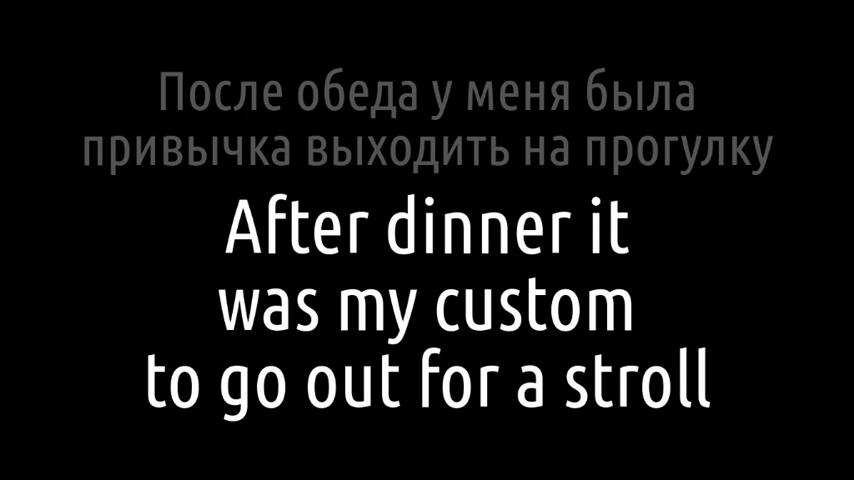 После обеда у меня была
привычка выходить на прогулку
After dinner it
was my custom
to go out for a stroll